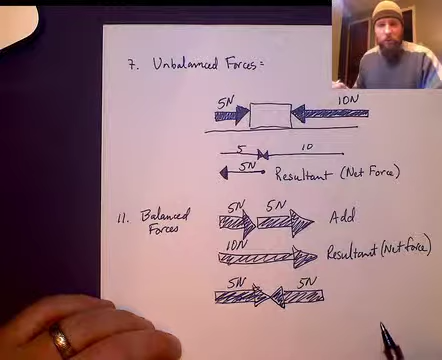 7. Unbalanced Forces =
5N 10N
5 10
5N Resultant (Net Force)
11. Balanced Forces
5N 5N Add
10N Resultant (Net force)
5N 5N